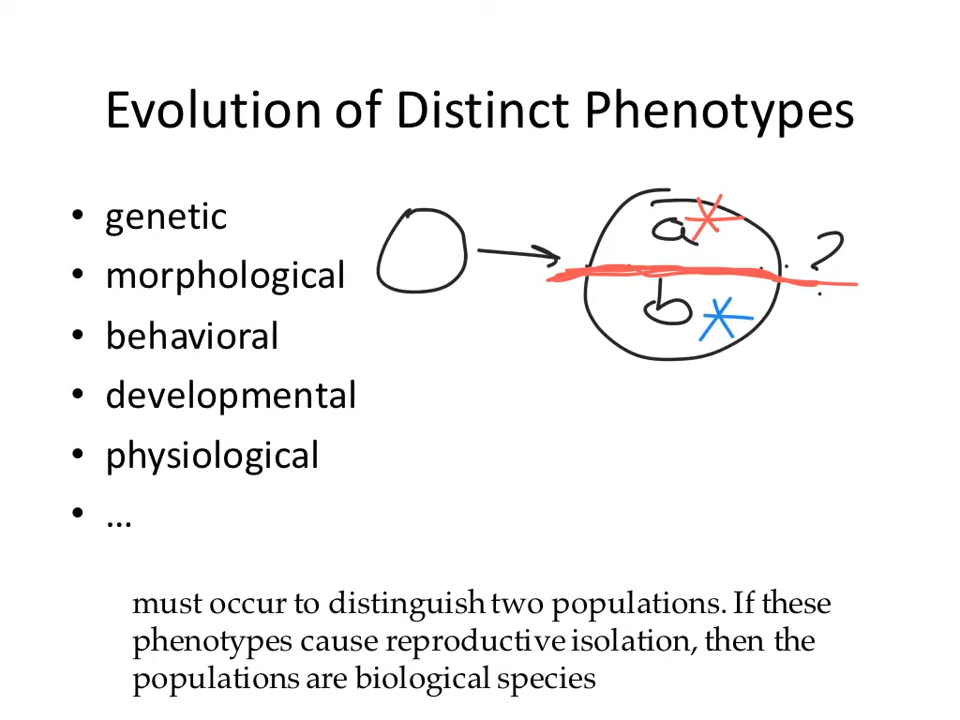 Evolution of Distinct Phenotypes
• genetic
• morphological
• behavioral
• developmental
• physiological
• …
a
b
?
must occur to distinguish two populations. If these
phenotypes cause reproductive isolation, then the
populations are biological species